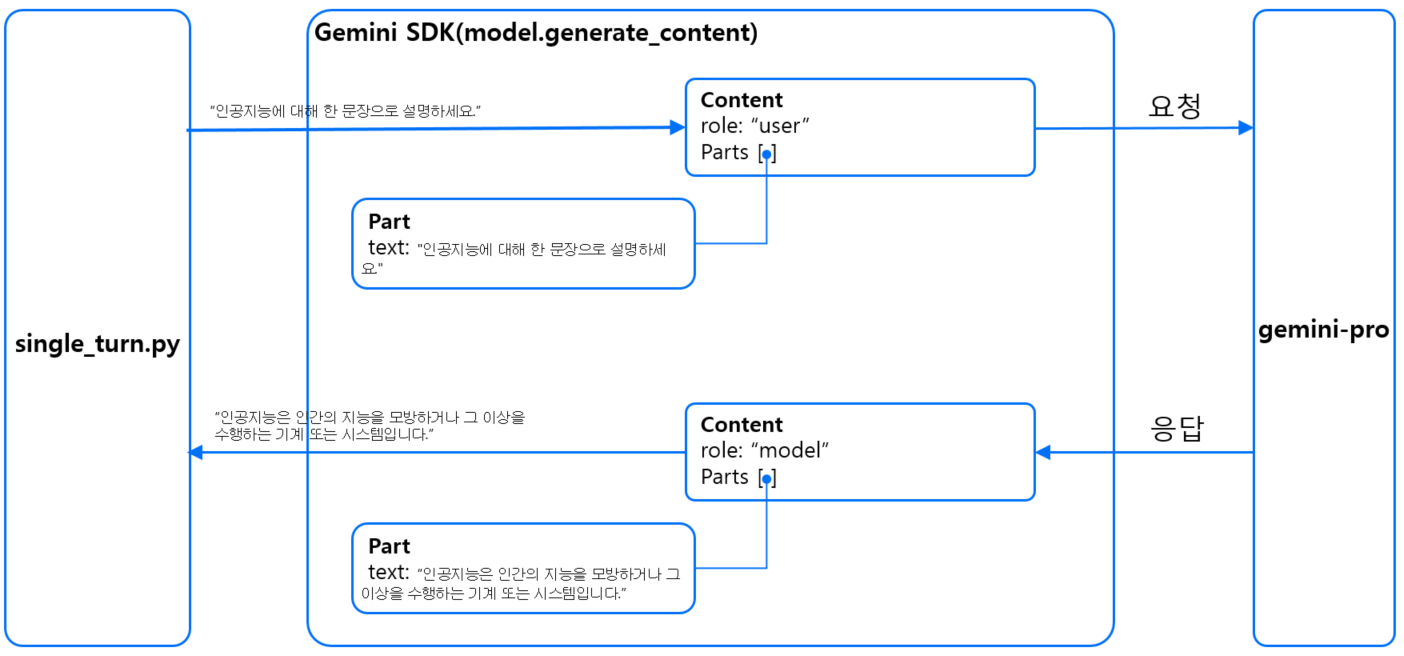 Gemini SDK(model.generate_content)
“인공지능에 대해 한 문장으로 설명하세요.”
Content
role: “user”
Parts [ ]
요청
Part
text: "인공지능에 대해 한 문장으로 설명하세
요."
single_turn.py
gemini-pro
“인공지능은 인간의 지능을 모방하거나 그 이상을
수행하는 기계 또는 시스템입니다.”
Content
role: “model”
Parts [ ]
응답
Part
text: “인공지능은 인간의 지능을 모방하거나 그
이상을 수행하는 기계 또는 시스템입니다.”